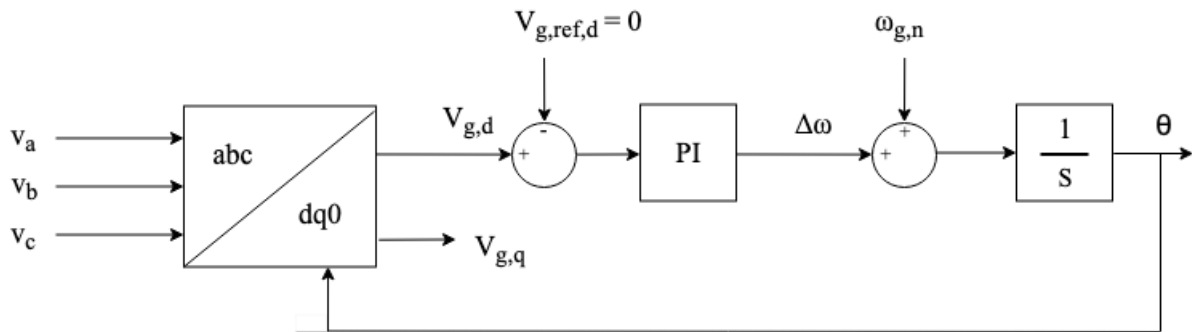 V_g,ref,d = 0
ω_g,n
v_a
v_b
v_c
abc
dq0
V_g,d
V_g,q
-
+
PI
Δω
+
+
1
S
θ